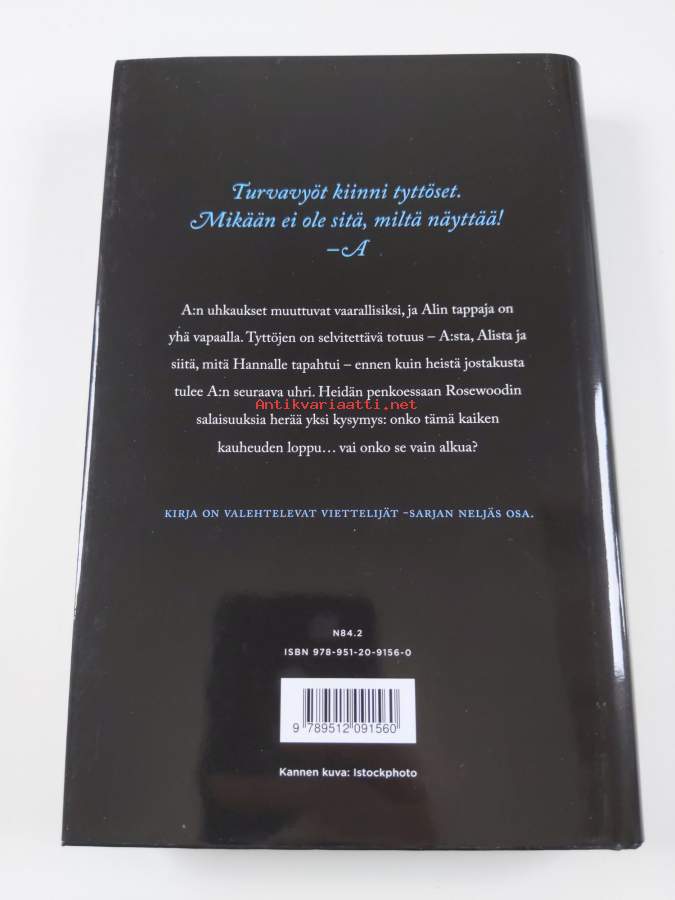 Turvavyöt kiinni tyttöset.
Mikään ei ole sitä, miltä näyttää!
–A
A:n uhkaukset muuttuvat vaarallisiksi, ja Alin tappaja on
yhä vapaalla. Tyttöjen on selvitettävä totuus – A:sta, Alista ja
siitä, mitä Hannalle tapahtui – ennen kuin heistä jostakusta
tulee A:n seuraava uhri. Heidän penkoessaan Rosewoodin
Antikvariaatti.net
salaisuuksia herää yksi kysymys: onko tämä kaiken
kauheuden loppu… vai onko se vain alkua?
KIRJA ON VALEHTELEVAT VIETTELIJÄT -SARJAN NELJÄS OSA.
N84.2
ISBN 978-951-20-9156-0
9 789512 091560
Kannen kuva: Istockphoto